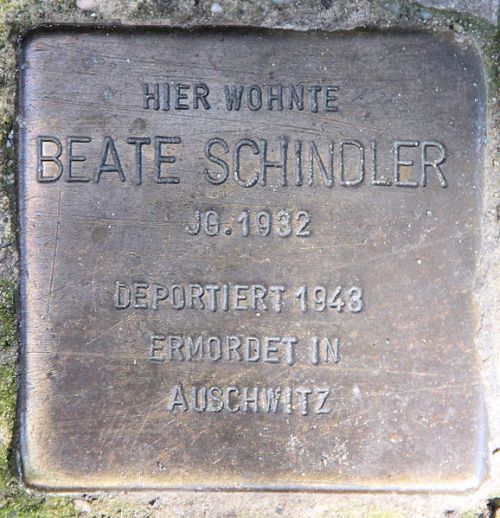 HIER WOHNTE
BEATE SCHINDLER
JG. 1932
DEPORTIERT 1943
ERMORDET IN
AUSCHWITZ